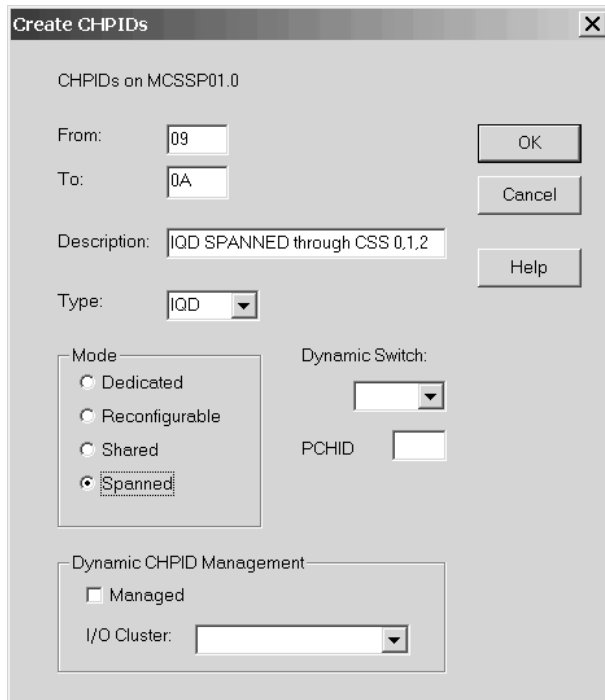 Create CHPIDs
CHPIDs on MCSSP01.0
From: 09
To: 0A
OK
Cancel
Description: IQD SPANNED through CSS 0,1,2
Help
Type: IQD
Mode
Dedicated
Reconfigurable
Shared
Spanned
Dynamic Switch:
PCHID
Dynamic CHPID Management
Managed
I/O Cluster: